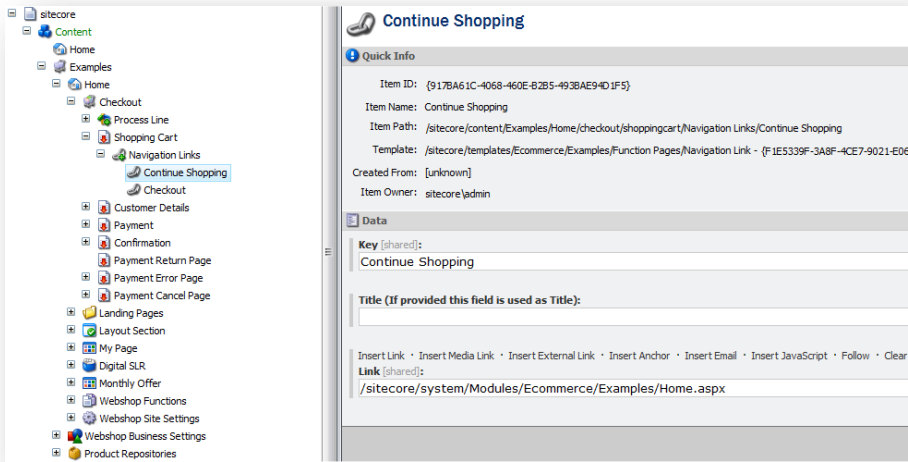 sitecore
Content
Home
Examples
Home
Checkout
Process Line
Shopping Cart
Navigation Links
Continue Shopping
Checkout
Customer Details
Payment
Confirmation
Payment Return Page
Payment Error Page
Payment Cancel Page
Landing Pages
Layout Section
My Page
Digital SLR
Monthly Offer
Webshop Functions
Webshop Site Settings
Webshop Business Settings
Product Repositories
Continue Shopping
Quick Info
Item ID: {917BA61C-4068-460E-B2B5-493BAE94D1F5}
Item Name: Continue Shopping
Item Path: /sitecore/content/Examples/Home/checkout/shoppingcart/Navigation Links/Continue Shopping
Template: /sitecore/templates/Ecommerce/Examples/Function Pages/Navigation Link - {F1E5339F-3A8F-4CE7-9021-E06
Created From: [unknown]
Item Owner: sitecore\admin
Data
Key [shared]:
Continue Shopping
Title (If provided this field is used as Title):
Insert Link · Insert Media Link · Insert External Link · Insert Anchor · Insert Email · Insert JavaScript · Follow · Clear
Link [shared]:
/sitecore/system/Modules/Ecommerce/Examples/Home.aspx